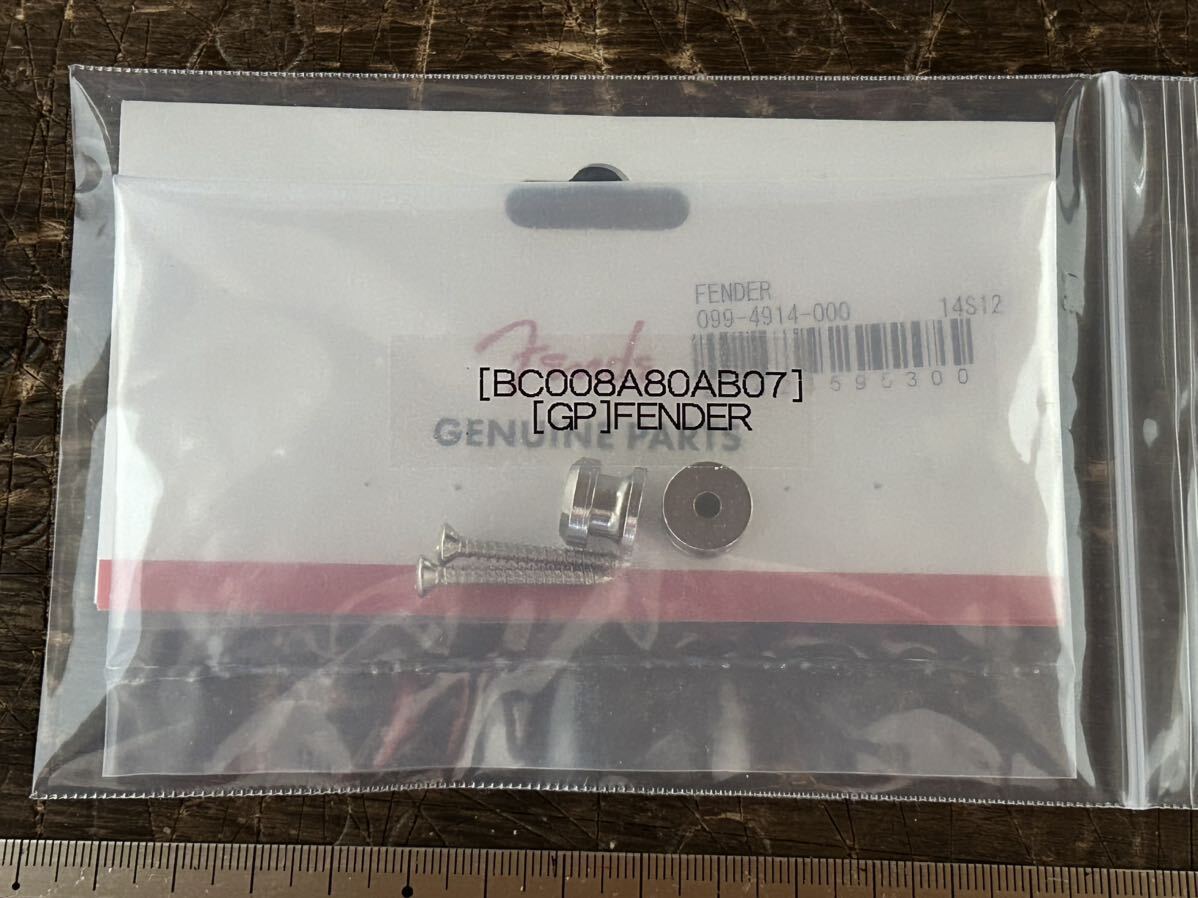 FENDER
099-4914-000 14S12
Fender
[BC008A80AB07]
[GP]FENDER
GENUINE PARTS